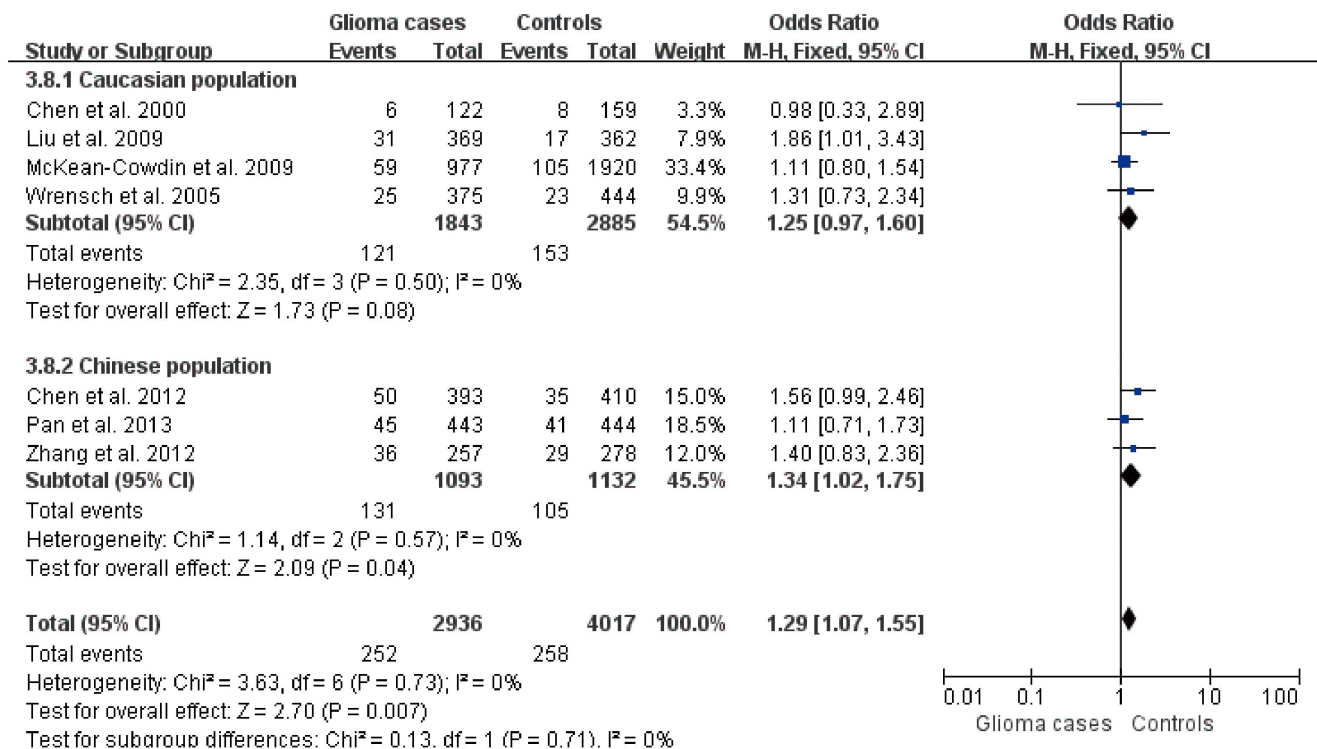 Glioma cases Controls Odds Ratio Odds Ratio
Study or Subgroup Events Total Events Total Weight M-H, Fixed, 95% CI M-H, Fixed, 95% CI
3.8.1 Caucasian population
Chen et al. 2000 6 122 8 159 3.3% 0.98 [0.33, 2.89]
Liu et al. 2009 31 369 17 362 7.9% 1.86 [1.01, 3.43]
McKean-Cowdin et al. 2009 59 977 105 1920 33.4% 1.11 [0.80, 1.54]
Wrensch et al. 2005 25 375 23 444 9.9% 1.31 [0.73, 2.34]
Subtotal (95% CI) 1843 2885 54.5% 1.25 [0.97, 1.60]
Total events 121 153
Heterogeneity: Chi² = 2.35, df = 3 (P = 0.50); I² = 0%
Test for overall effect: Z = 1.73 (P = 0.08)
3.8.2 Chinese population
Chen et al. 2012 50 393 35 410 15.0% 1.56 [0.99, 2.46]
Pan et al. 2013 45 443 41 444 18.5% 1.11 [0.71, 1.73]
Zhang et al. 2012 36 257 29 278 12.0% 1.40 [0.83, 2.36]
Subtotal (95% CI) 1093 1132 45.5% 1.34 [1.02, 1.75]
Total events 131 105
Heterogeneity: Chi² = 1.14, df = 2 (P = 0.57); I² = 0%
Test for overall effect: Z = 2.09 (P = 0.04)
Total (95% CI) 2936 4017 100.0% 1.29 [1.07, 1.55]
Total events 252 258
Heterogeneity: Chi² = 3.63, df = 6 (P = 0.73); I² = 0%
Test for overall effect: Z = 2.70 (P = 0.007)
Test for subgroup differences: Chi² = 0.13, df = 1 (P = 0.71), I² = 0%
0.01 0.1 1 10 100
Glioma cases Controls